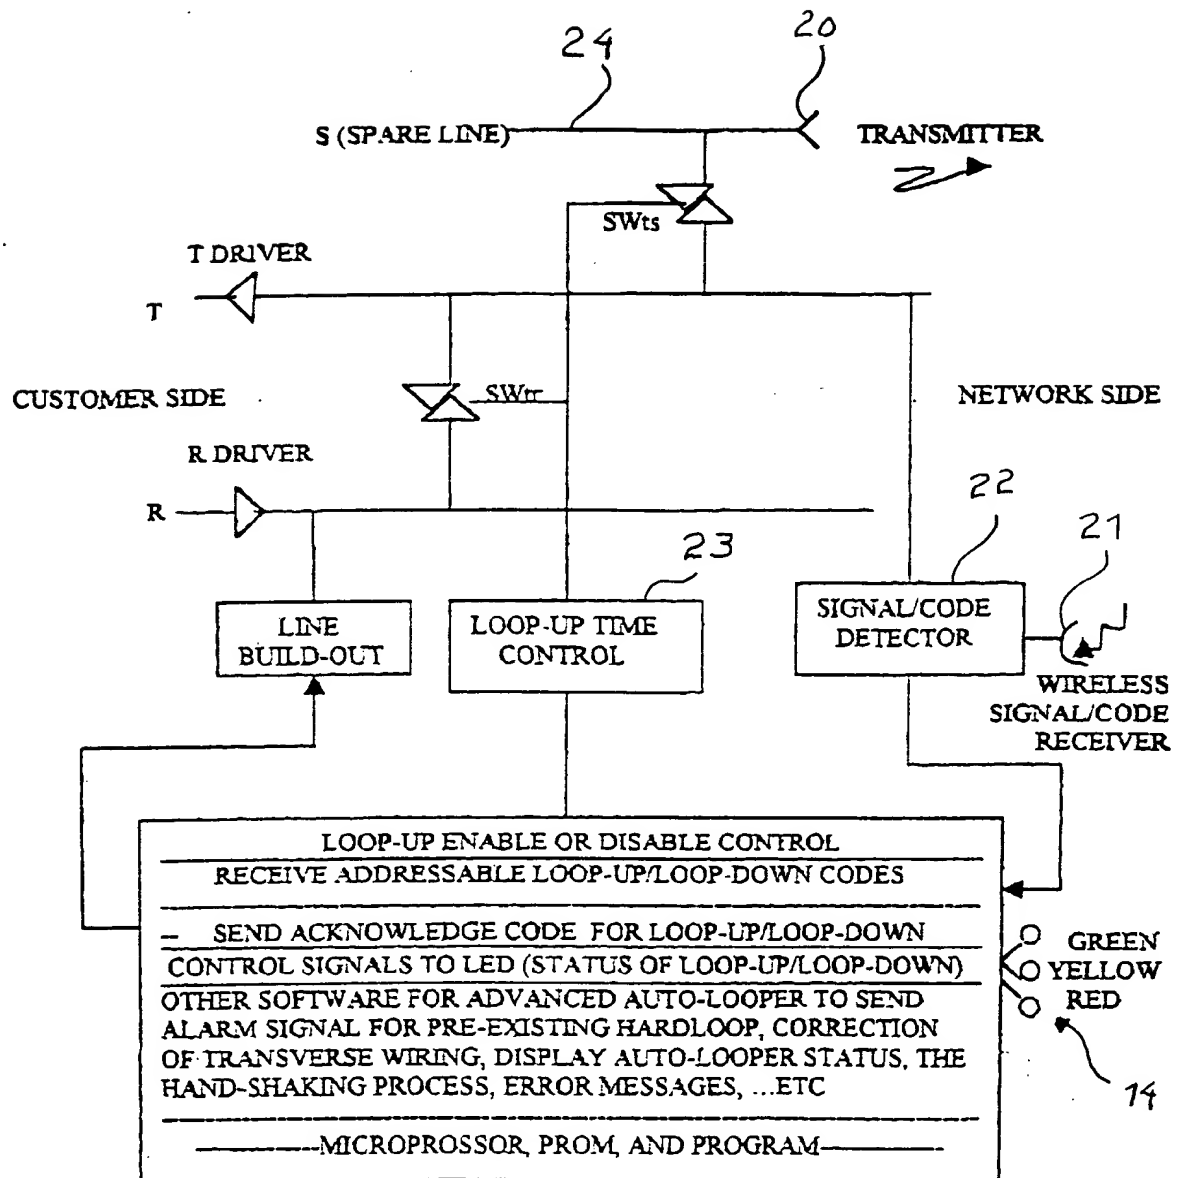 24
20
S (SPARE LINE)
TRANSMITTER
SWts
T DRIVER
T
CUSTOMER SIDE
SWtr
NETWORK SIDE
R DRIVER
R
22
21
23
LINE
BUILD-OUT
LOOP-UP TIME
CONTROL
SIGNAL/CODE
DETECTOR
WIRELESS
SIGNAL/CODE
RECEIVER
LOOP-UP ENABLE OR DISABLE CONTROL
RECEIVE ADDRESSABLE LOOP-UP/LOOP-DOWN CODES
– SEND ACKNOWLEDGE CODE FOR LOOP-UP/LOOP-DOWN
CONTROL SIGNALS TO LED (STATUS OF LOOP-UP/LOOP-DOWN)
OTHER SOFTWARE FOR ADVANCED AUTO-LOOPER TO SEND
ALARM SIGNAL FOR PRE-EXISTING HARDLOOP, CORRECTION
OF TRANSVERSE WIRING, DISPLAY AUTO-LOOPER STATUS, THE
HAND-SHAKING PROCESS, ERROR MESSAGES, ...ETC
MICROPROSSOR, PROM, AND PROGRAM
GREEN
YELLOW
RED
14